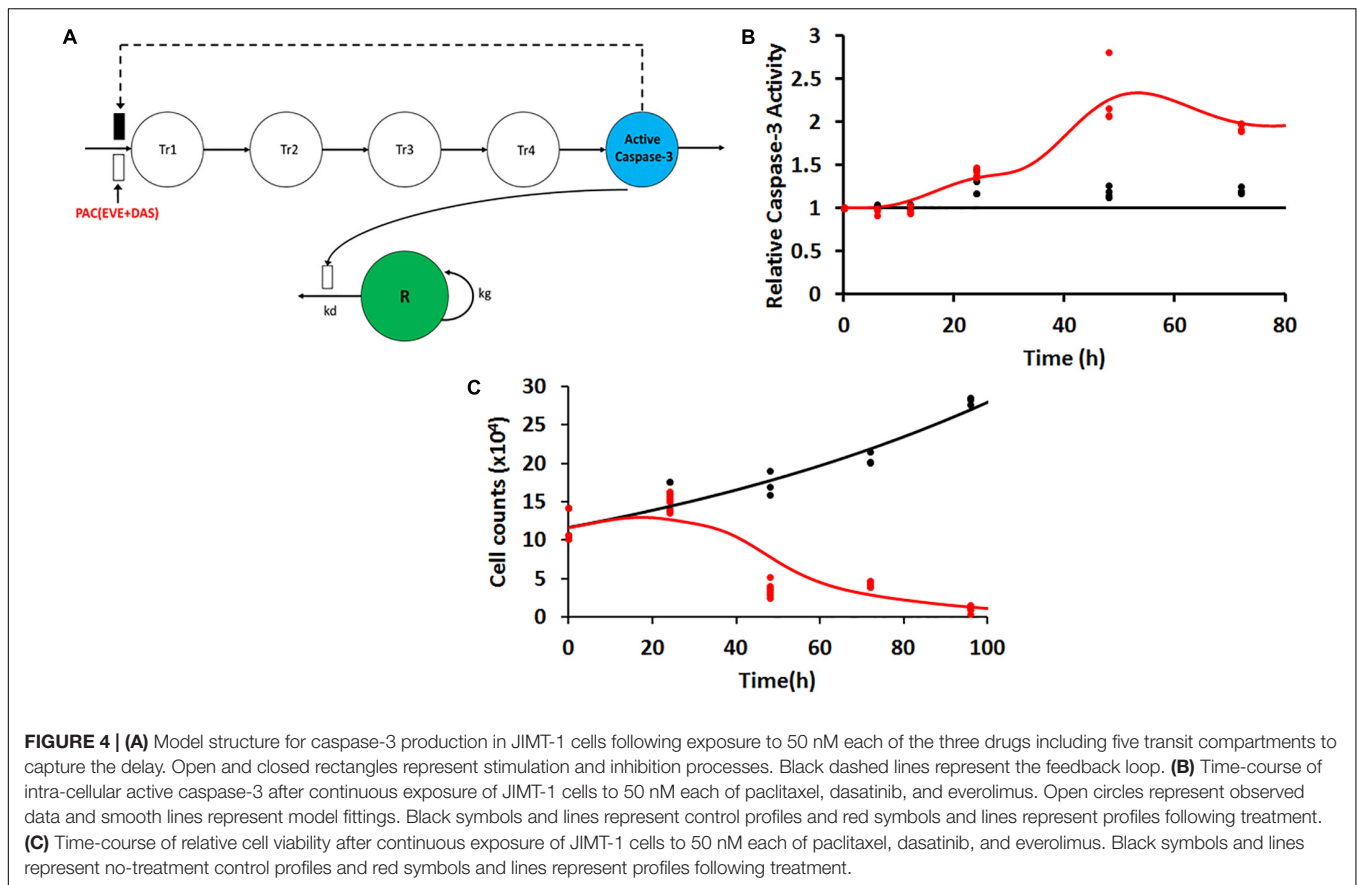 A
Tr1 Tr2 Tr3 Tr4 Active Caspase-3
PAC(EVE+DAS)
R
kd
kg
B
Relative Caspase-3 Activity
3
2.5
2
1.5
1
0.5
0
0 20 40 60 80
Time (h)
C
Cell counts (x10⁴)
30
25
20
15
10
5
0
0 20 40 60 80 100
Time(h)
FIGURE 4 | (A) Model structure for caspase-3 production in JIMT-1 cells following exposure to 50 nM each of the three drugs including five transit compartments to
capture the delay. Open and closed rectangles represent stimulation and inhibition processes. Black dashed lines represent the feedback loop. (B) Time-course of
intra-cellular active caspase-3 after continuous exposure of JIMT-1 cells to 50 nM each of paclitaxel, dasatinib, and everolimus. Open circles represent observed
data and smooth lines represent model fittings. Black symbols and lines represent control profiles and red symbols and lines represent profiles following treatment.
(C) Time-course of relative cell viability after continuous exposure of JIMT-1 cells to 50 nM each of paclitaxel, dasatinib, and everolimus. Black symbols and lines
represent no-treatment control profiles and red symbols and lines represent profiles following treatment.